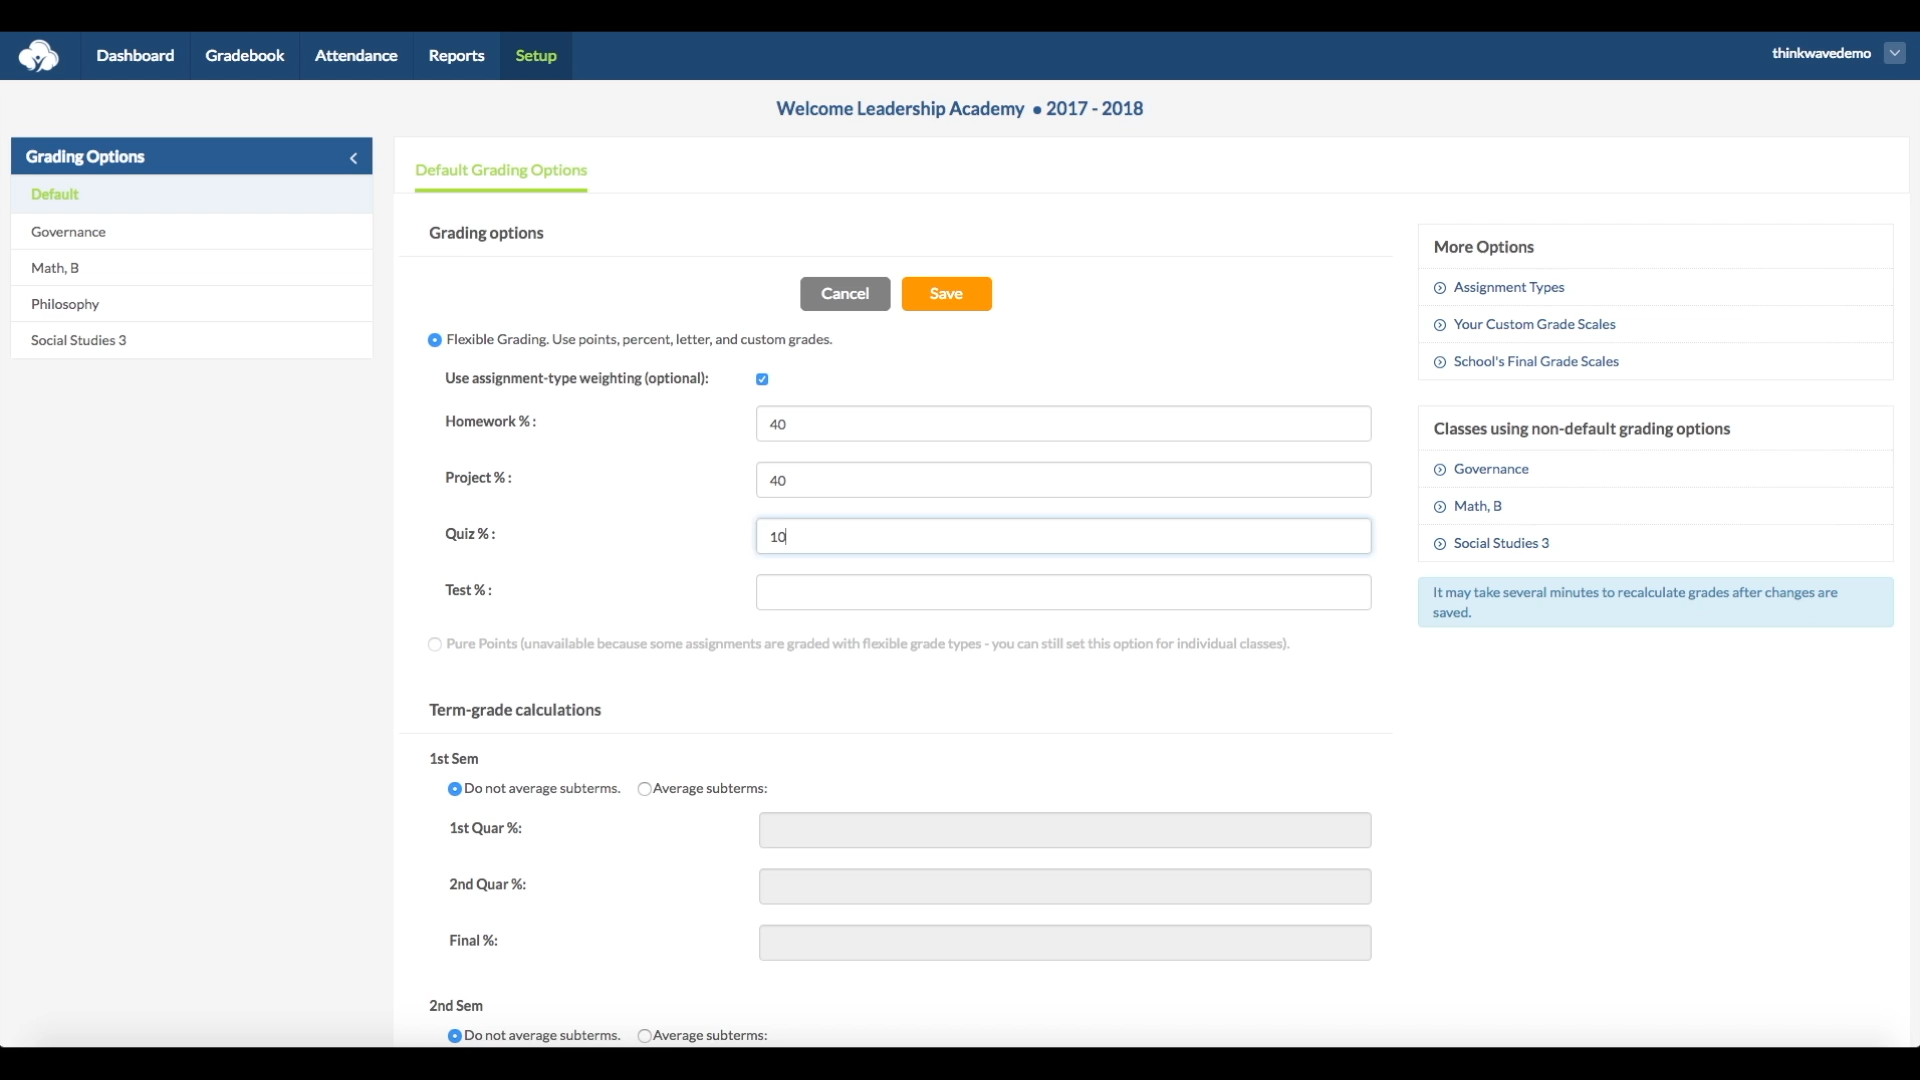 Dashboard Gradebook Attendance Reports Setup thinkwavedemo
Welcome Leadership Academy • 2017 - 2018
Grading Options
Default
Governance
Math, B
Philosophy
Social Studies 3
Default Grading Options
Grading options
Cancel Save
Flexible Grading. Use points, percent, letter, and custom grades.
Use assignment-type weighting (optional):
Homework % : 40
Project % : 40
Quiz % : 10
Test % :
Pure Points (unavailable because some assignments are graded with flexible grade types - you can still set this option for individual classes).
Term-grade calculations
1st Sem
Do not average subterms. Average subterms:
1st Quar %:
2nd Quar %:
Final %:
2nd Sem
Do not average subterms. Average subterms:
More Options
Assignment Types
Your Custom Grade Scales
School's Final Grade Scales
Classes using non-default grading options
Governance
Math, B
Social Studies 3
It may take several minutes to recalculate grades after changes are
saved.